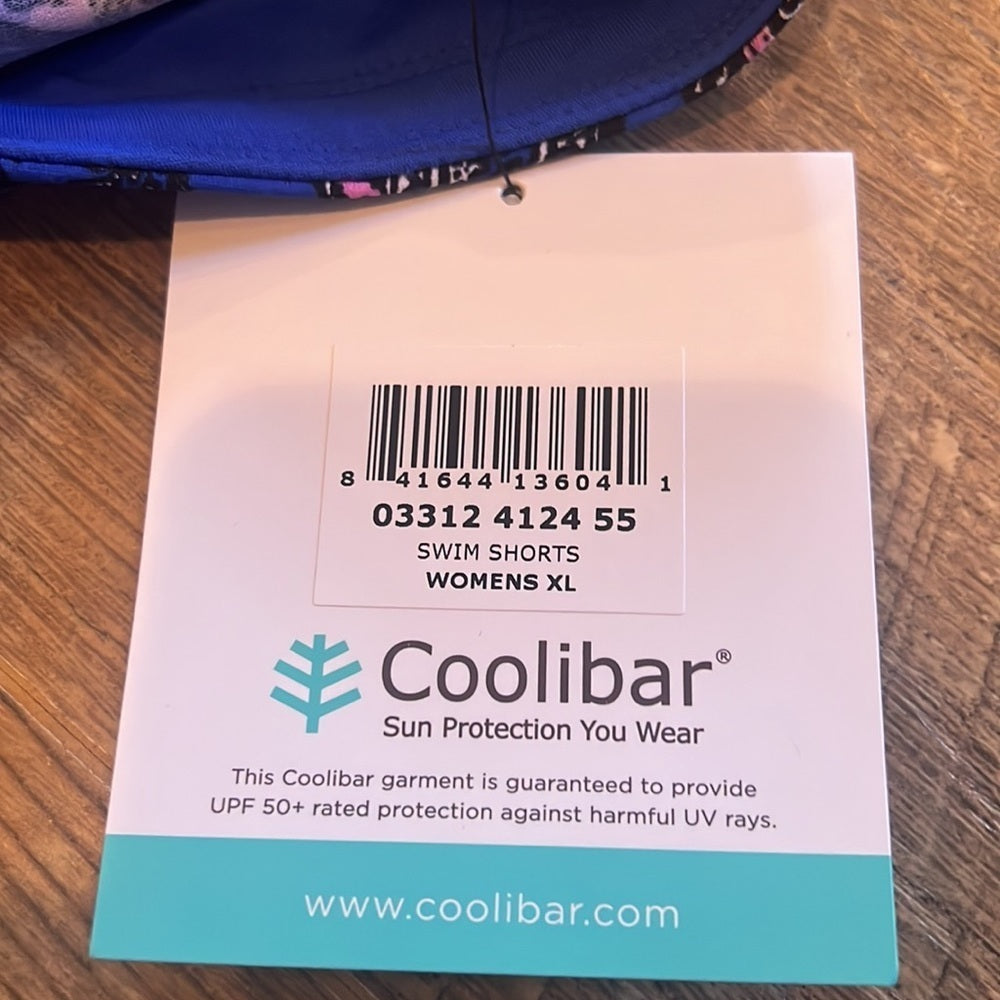 8 41644 13604 1
03312 4124 55
SWIM SHORTS
WOMENS XL
Coolibar®
Sun Protection You Wear
This Coolibar garment is guaranteed to provide
UPF 50+ rated protection against harmful UV rays.
www.coolibar.com